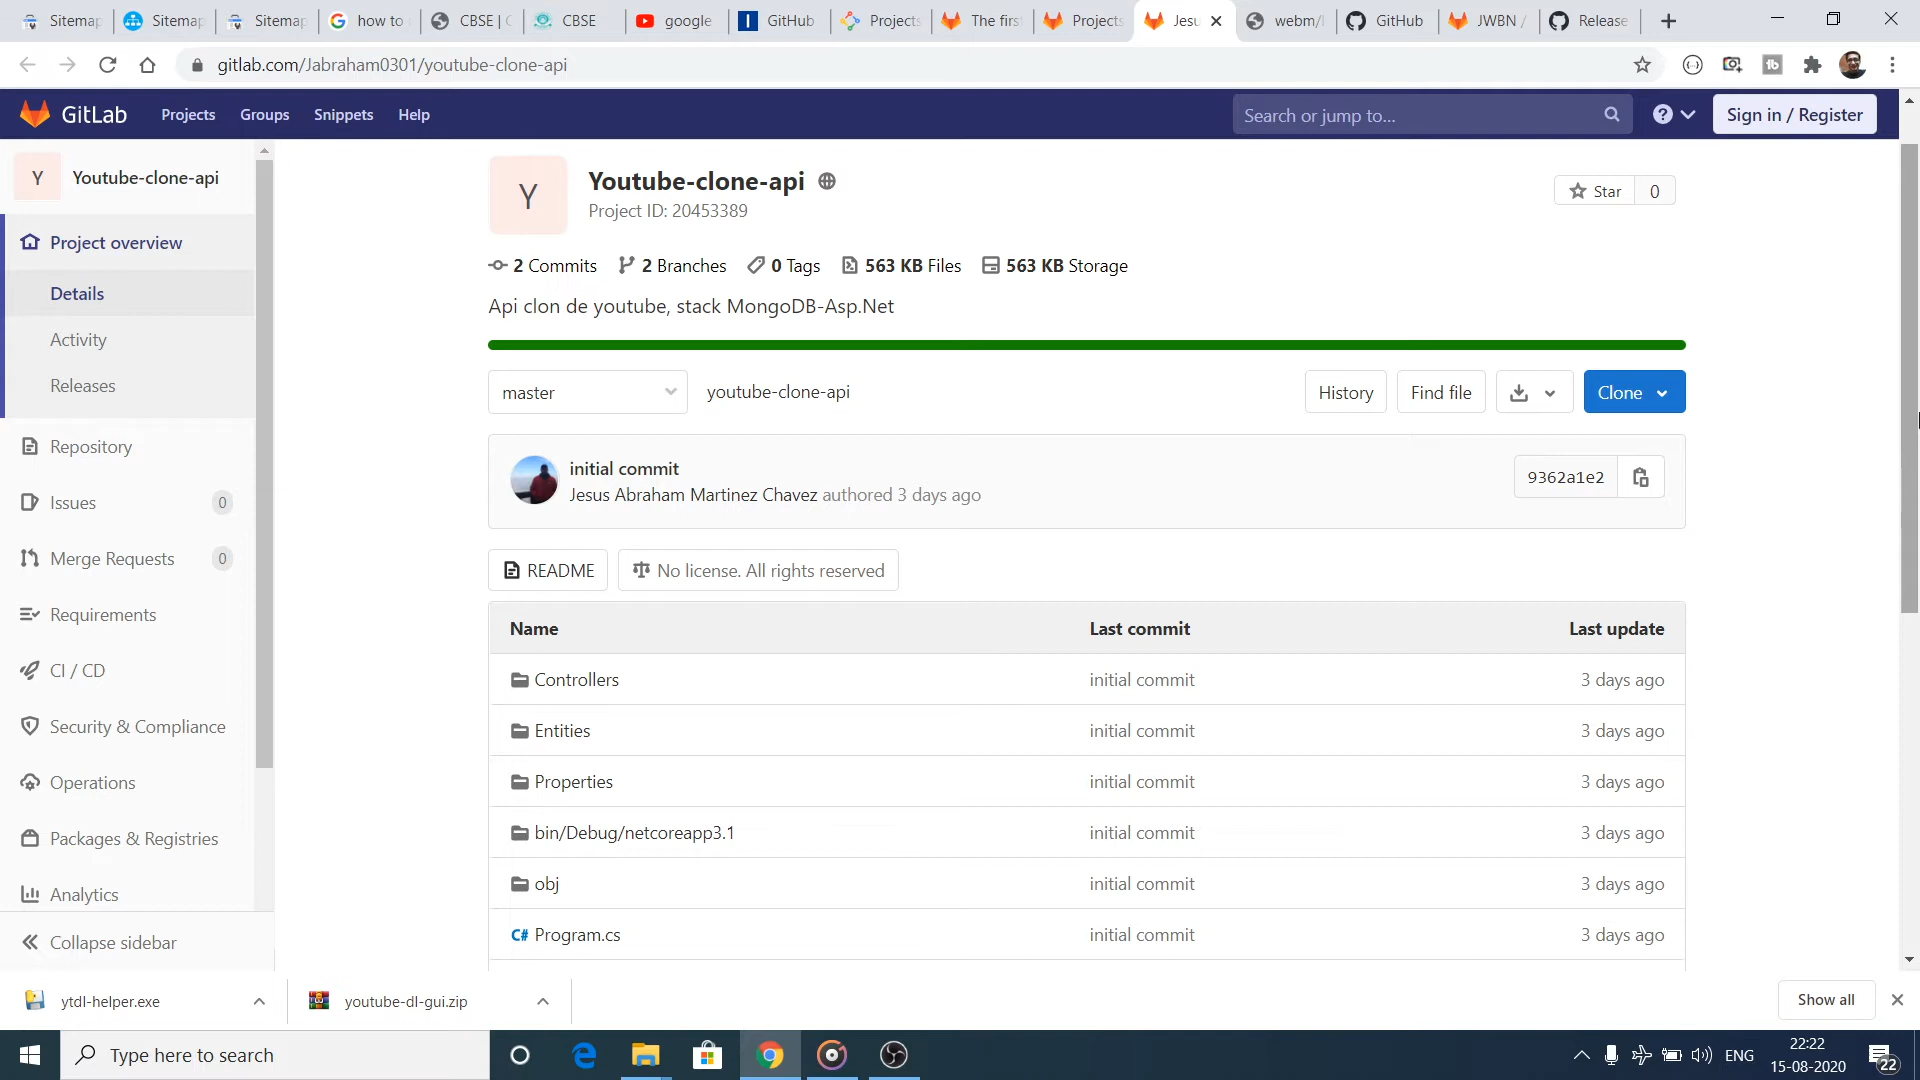 Sitemap
Sitemap
Sitemap
how to
CBSE | C
CBSE
google
GitHub
Projects
The first
Projects
Jesu
webm/l
GitHub
JWBN /
Release
gitlab.com/Jabraham0301/youtube-clone-api
GitLab
Projects
Groups
Snippets
Help
Search or jump to...
Sign in / Register
Y
Youtube-clone-api
Project overview
Details
Activity
Releases
Repository
Issues
0
Merge Requests
0
Requirements
CI / CD
Security & Compliance
Operations
Packages & Registries
Analytics
Collapse sidebar
Y
Youtube-clone-api
Project ID: 20453389
Star
0
2 Commits
2 Branches
0 Tags
563 KB Files
563 KB Storage
Api clon de youtube, stack MongoDB-Asp.Net
master
youtube-clone-api
History
Find file
Clone
initial commit
Jesus Abraham Martinez Chavez authored 3 days ago
9362a1e2
README
No license. All rights reserved
Name
Last commit
Last update
Controllers
initial commit
3 days ago
Entities
initial commit
3 days ago
Properties
initial commit
3 days ago
bin/Debug/netcoreapp3.1
initial commit
3 days ago
obj
initial commit
3 days ago
C# Program.cs
initial commit
3 days ago
ytdl-helper.exe
youtube-dl-gui.zip
Show all
Type here to search
ENG
22:22
15-08-2020
22